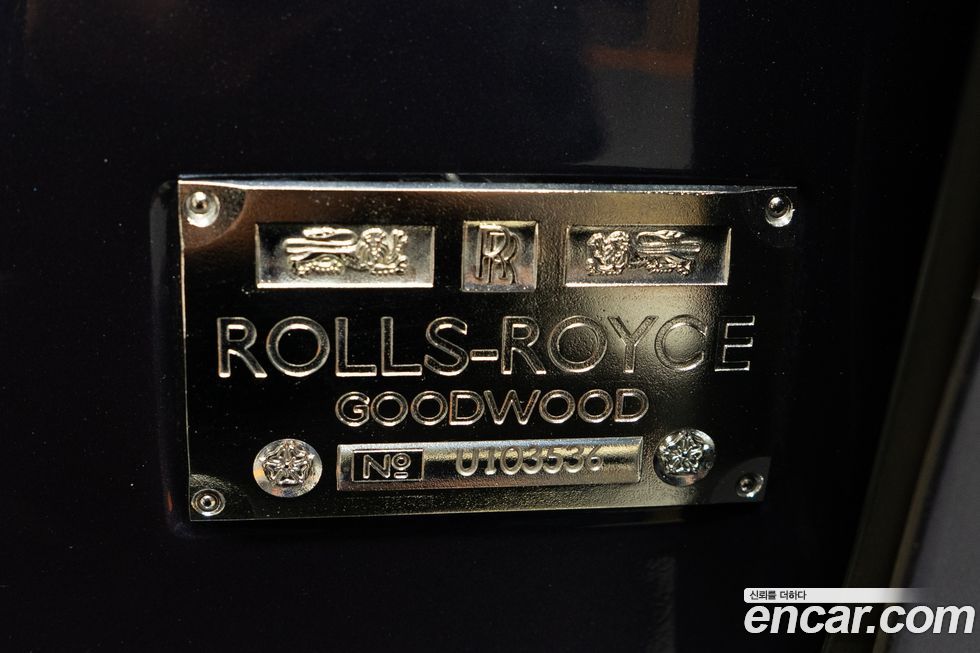 RR
ROLLS-ROYCE
GOODWOOD
Nº U103536
신뢰를 더하다
encar.com